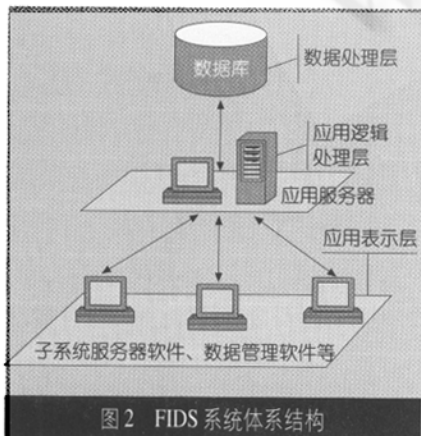 数据库
数据处理层
应用逻辑
处理层
应用服务器
应用表示层
子系统服务器软件、数据管理软件等
图2 FIDS系统体系结构